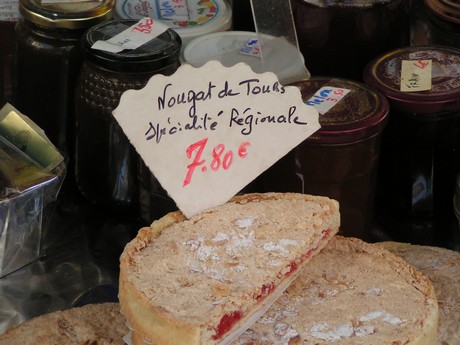 Nougat de Tours
Spécialité Régionale
7.80